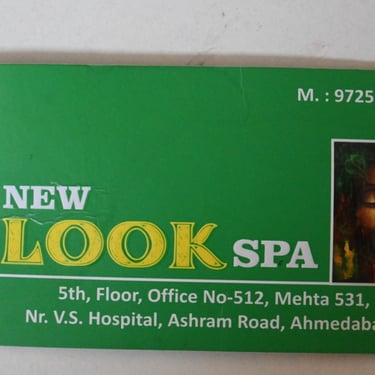 M. : 9725
NEW
LOOK SPA
5th, Floor, Office No-512, Mehta 531,
Nr. V.S. Hospital, Ashram Road, Ahmedaba